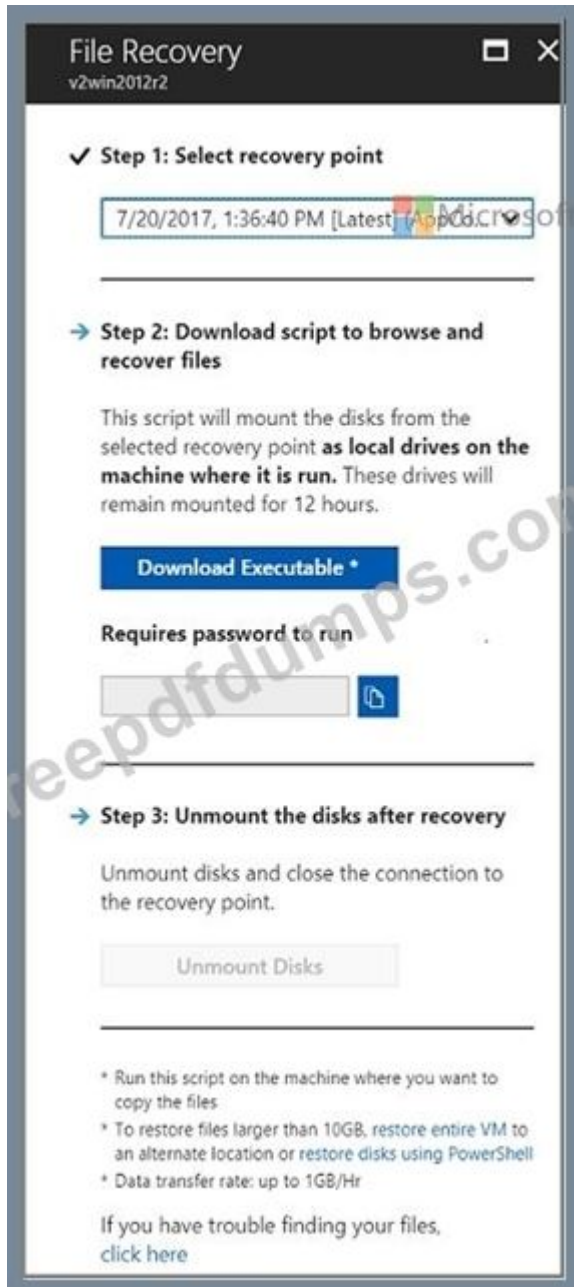 File Recovery
v2win2012r2
Step 1: Select recovery point
7/20/2017, 1:36:40 PM [Latest] (AppCo...
Microsoft
Step 2: Download script to browse and
recover files
This script will mount the disks from the
selected recovery point as local drives on the
machine where it is run. These drives will
remain mounted for 12 hours.
Download Executable *
Requires password to run
reepdfdumps.com
Step 3: Unmount the disks after recovery
Unmount disks and close the connection to
the recovery point.
Unmount Disks
* Run this script on the machine where you want to
copy the files
* To restore files larger than 10GB, restore entire VM to
an alternate location or restore disks using PowerShell
* Data transfer rate: up to 1GB/Hr
If you have trouble finding your files,
click here